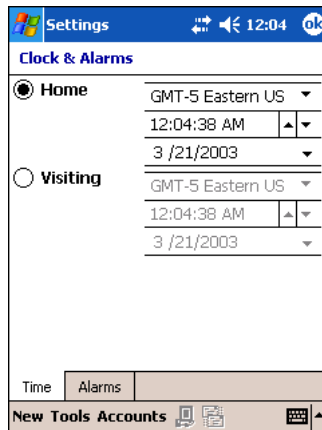 Settings 12:04 ok
Clock & Alarms
Home GMT-5 Eastern US
12:04:38 AM
3 /21/2003
Visiting GMT-5 Eastern US
12:04:38 AM
3 /21/2003
Time Alarms
New Tools Accounts